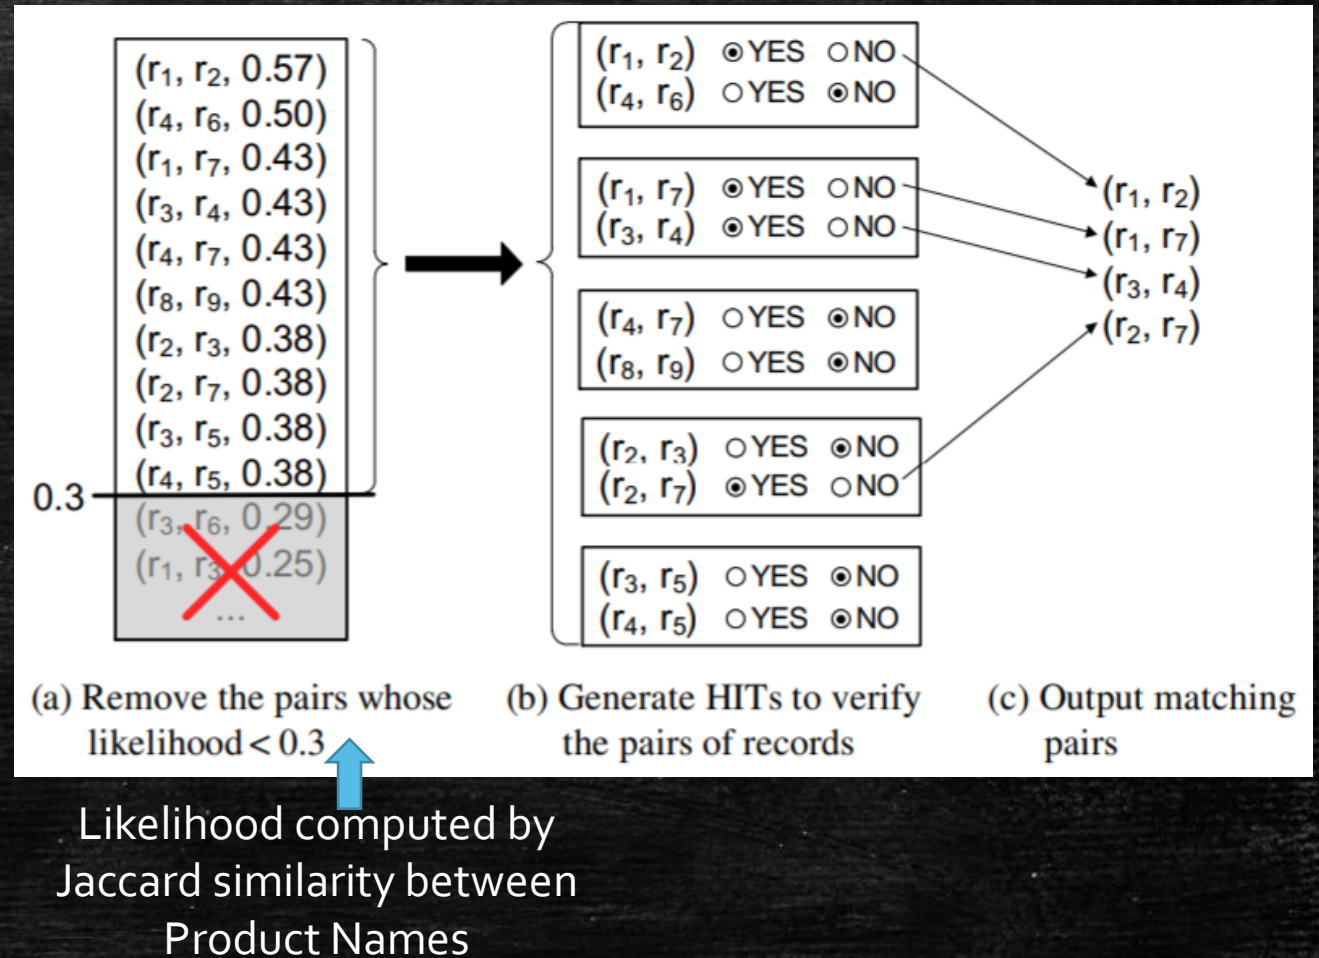 (r₁, r₂, 0.57)
(r₄, r₆, 0.50)
(r₁, r₇, 0.43)
(r₃, r₄, 0.43)
(r₄, r₇, 0.43)
(r₈, r₉, 0.43)
(r₂, r₃, 0.38)
(r₂, r₇, 0.38)
(r₃, r₅, 0.38)
(r₄, r₅, 0.38)
0.3
(r₃, r₆, 0.29)
(r₁, r₃, 0.25)
...
(a) Remove the pairs whose
likelihood < 0.3
(r₁, r₂) YES NO
(r₄, r₆) YES NO
(r₁, r₇) YES NO
(r₃, r₄) YES NO
(r₄, r₇) YES NO
(r₈, r₉) YES NO
(r₂, r₃) YES NO
(r₂, r₇) YES NO
(r₃, r₅) YES NO
(r₄, r₅) YES NO
(b) Generate HITs to verify
the pairs of records
(r₁, r₂)
(r₁, r₇)
(r₃, r₄)
(r₂, r₇)
(c) Output matching
pairs
Likelihood computed by
Jaccard similarity between
Product Names